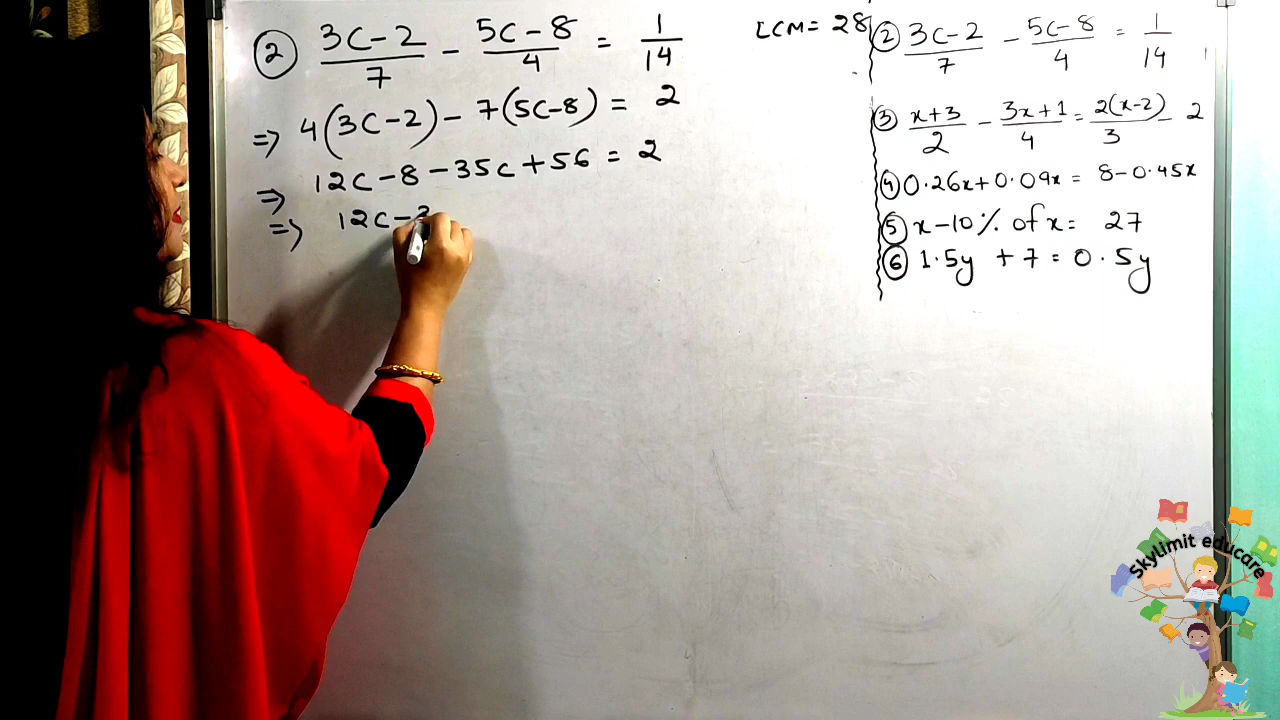 ② (3c-2)/7 - (5c-8)/4 = 1/14
LCM = 28
=> 4(3c-2) - 7(5c-8) = 2
=> 12c-8-35c+56 = 2
=> 12c-3
② (3c-2)/7 - (5c-8)/4 = 1/14
③ (x+3)/2 - (3x+1)/4 = 2(x-2)/3 - 2
④ 0.26x+0.09x = 8-0.45x
⑤ x-10% of x = 27
⑥ 1.5y + 7 = 0.5y
Skylimit educare